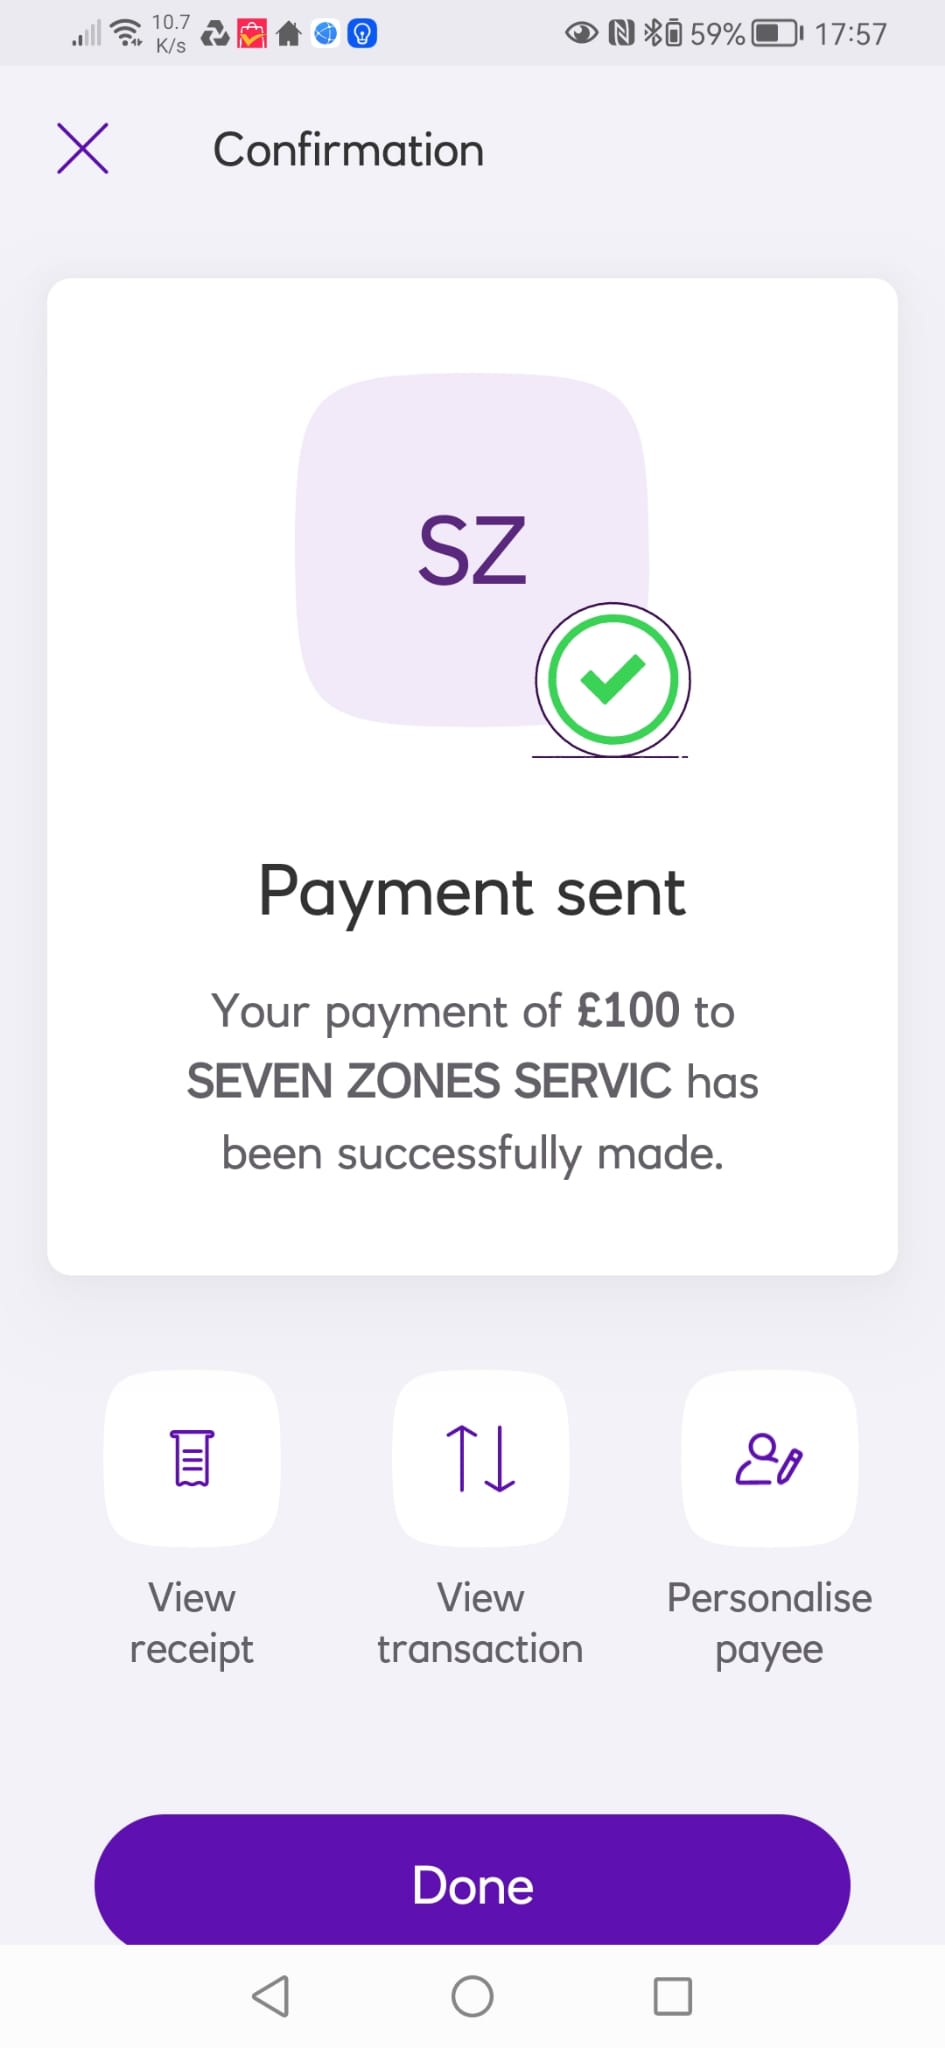 10.7
K/s
59%
17:57
Confirmation
SZ
Payment sent
Your payment of £100 to
SEVEN ZONES SERVIC has
been successfully made.
View
receipt
View
transaction
Personalise
payee
Done